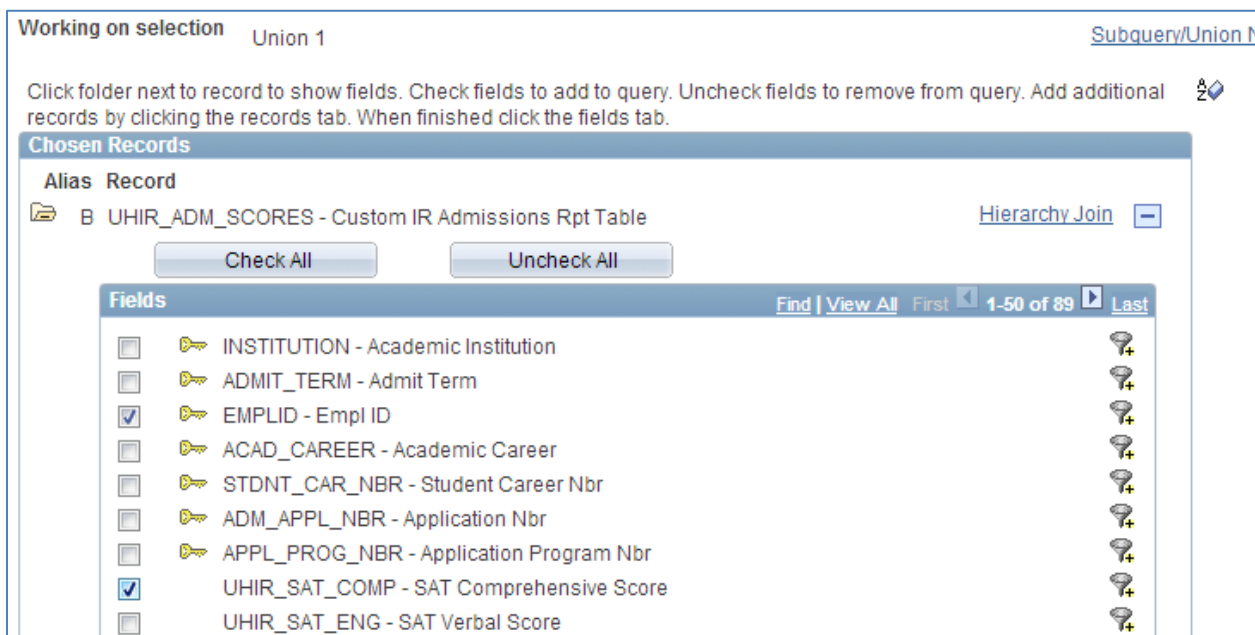 Working on selection Union 1 Subquery/Union N
Click folder next to record to show fields. Check fields to add to query. Uncheck fields to remove from query. Add additional
records by clicking the records tab. When finished click the fields tab.
Chosen Records
Alias Record
B UHIR_ADM_SCORES - Custom IR Admissions Rpt Table Hierarchy Join
Check All Uncheck All
Fields Find | View All First 1-50 of 89 Last
INSTITUTION - Academic Institution
ADMIT_TERM - Admit Term
EMPLID - Empl ID
ACAD_CAREER - Academic Career
STDNT_CAR_NBR - Student Career Nbr
ADM_APPL_NBR - Application Nbr
APPL_PROG_NBR - Application Program Nbr
UHIR_SAT_COMP - SAT Comprehensive Score
UHIR_SAT_ENG - SAT Verbal Score